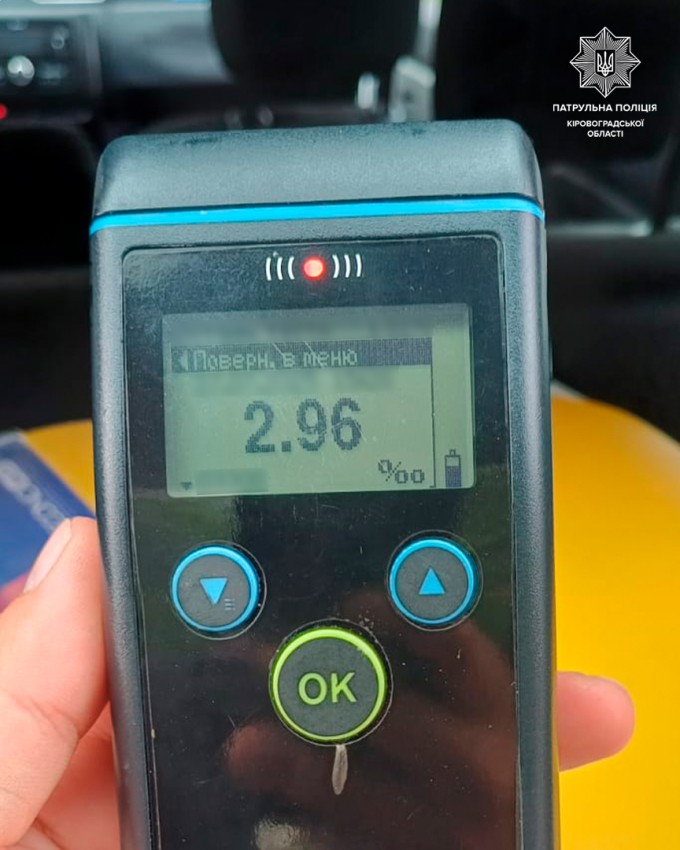 ПАТРУЛЬНА ПОЛІЦІЯ
КІРОВОГРАДСЬКОЇ
ОБЛАСТІ
Поверн. в меню
2.96
‰
OK